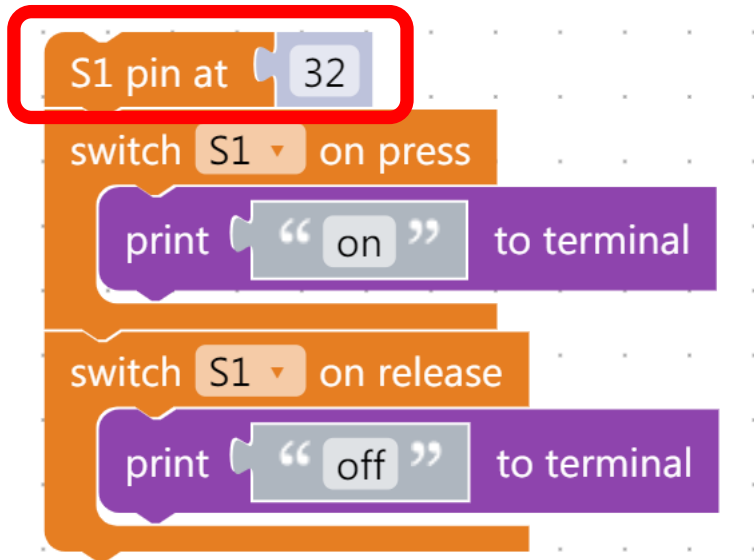 S1 pin at 32
switch S1 on press
print “ on ” to terminal
switch S1 on release
print “ off ” to terminal